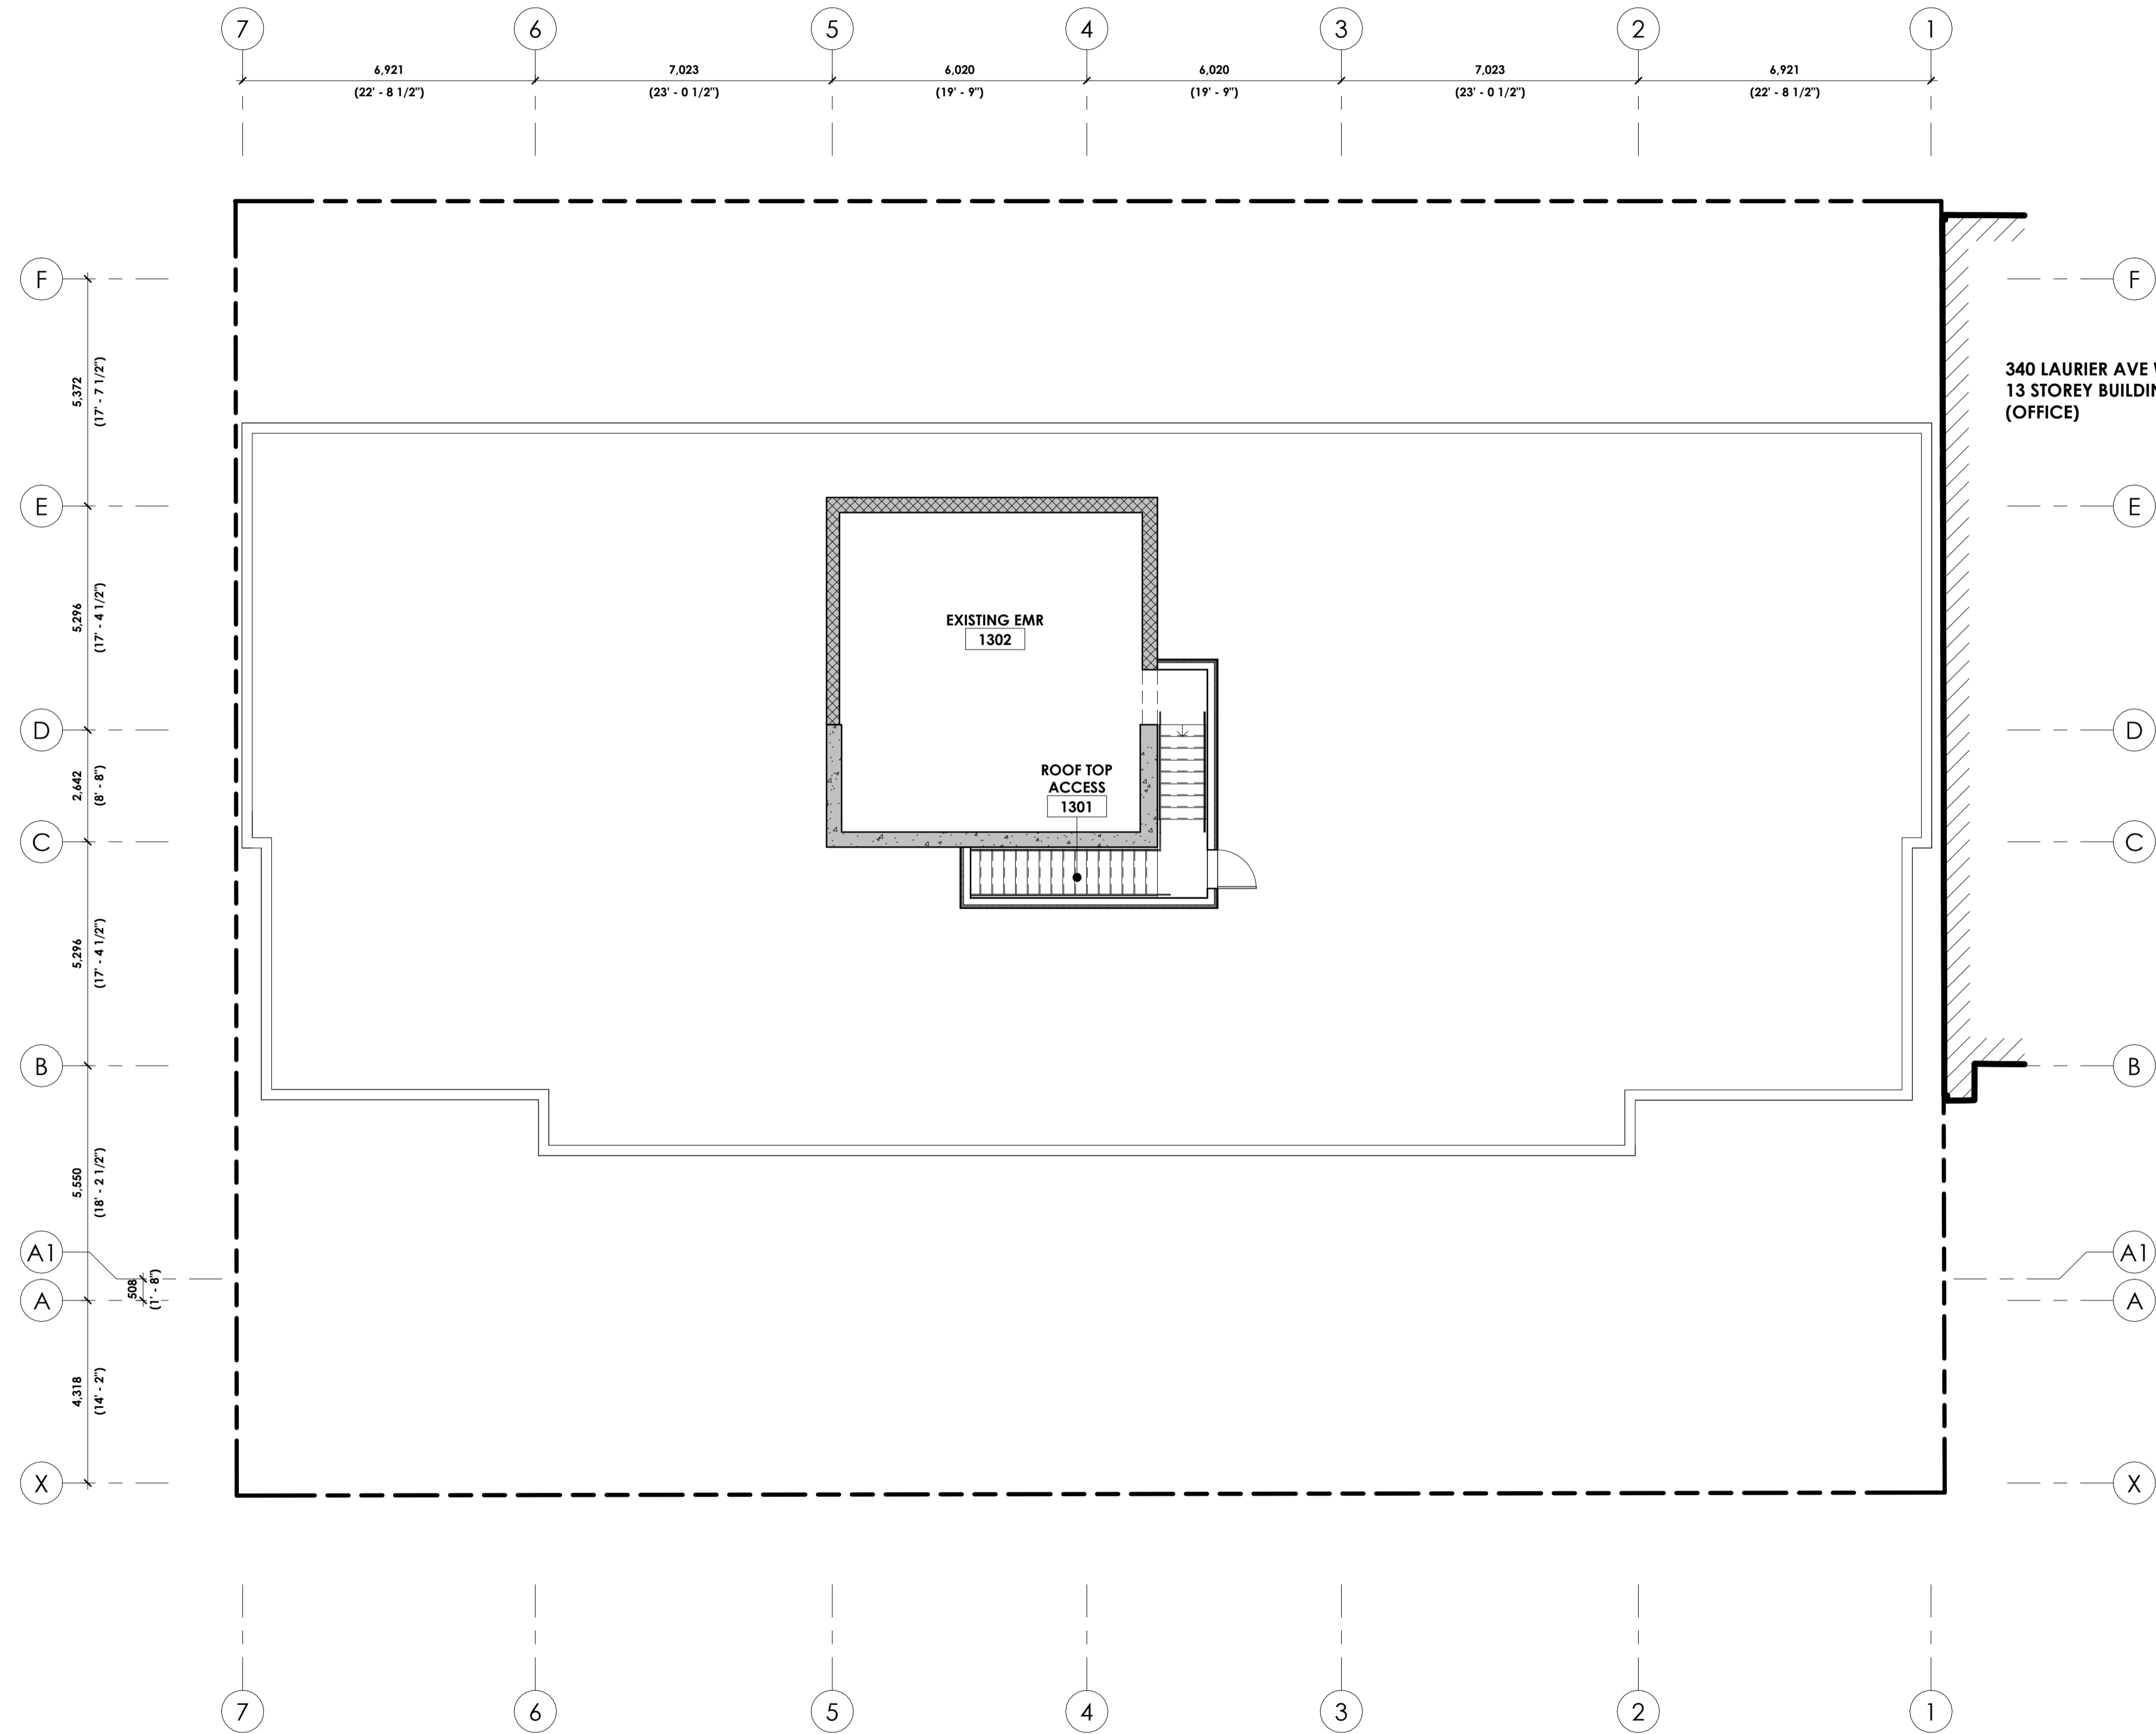 7 6 5 4 3 2 1
6,921 7,023 6,020 6,020 7,023 6,921
(22' - 8 1/2") (23' - 0 1/2") (19' - 9") (19' - 9") (23' - 0 1/2") (22' - 8 1/2")
F F
5,372
(17' - 7 1/2")
340 LAURIER AVE
13 STOREY
(OFFICE)
E E
5,296
(17' - 4 1/2")
EXISTING EMR
1302
D D
2,642
(8' - 8")
ROOF TOP
ACCESS
1301
C C
5,296
(17' - 4 1/2")
B B
5,550
(18' - 2 1/2")
A1 A1
508
(1' - 8")
A A
4,318
(14' - 2")
X X
7 6 5 4 3 2 1